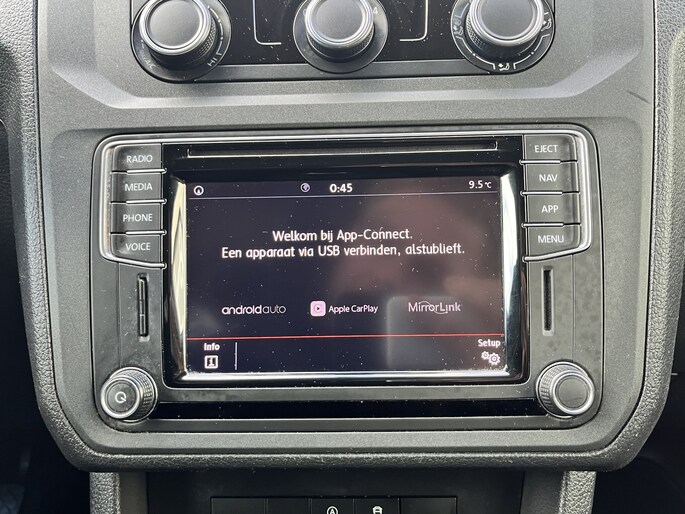 RADIO
MEDIA
PHONE
VOICE
EJECT
NAV
APP
MENU
0:45
9.5°C
Welkom bij App-Connect.
Een apparaat via USB verbinden, alstublieft.
androidauto
Apple CarPlay
MirrorLink
Info
Setup
A